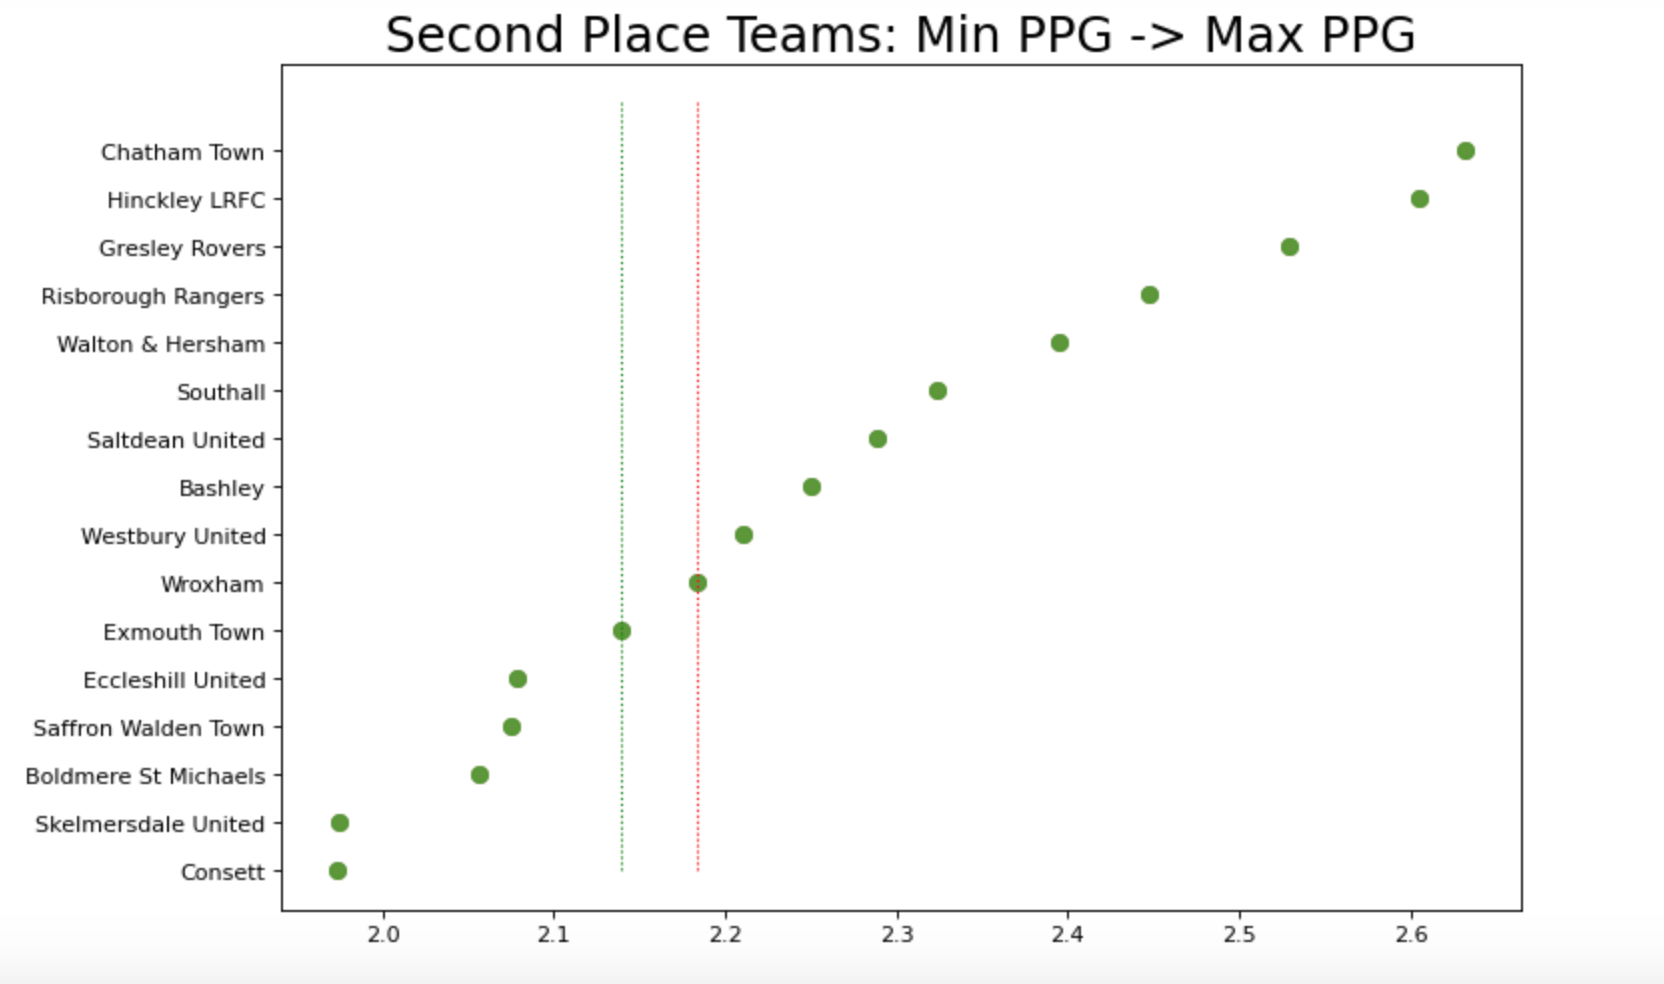 Second Place Teams: Min PPG -> Max PPG
Chatham Town
Hinckley LRFC
Gresley Rovers
Risborough Rangers
Walton & Hersham
Southall
Saltdean United
Bashley
Westbury United
Wroxham
Exmouth Town
Eccleshill United
Saffron Walden Town
Boldmere St Michaels
Skelmersdale United
Consett
2.0 2.1 2.2 2.3 2.4 2.5 2.6